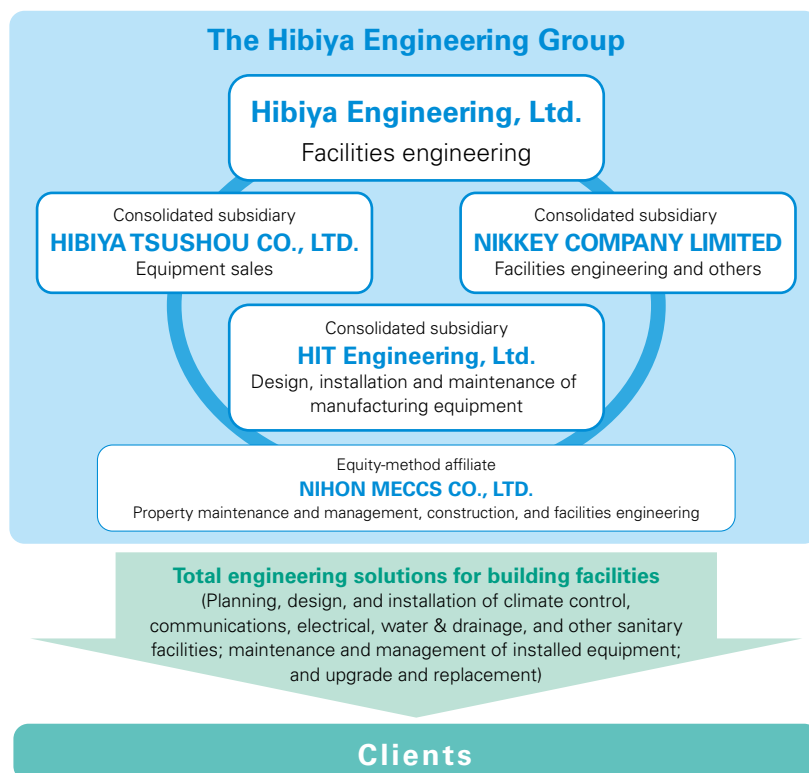 The Hibiya Engineering Group
Hibiya Engineering, Ltd.
Facilities engineering
Consolidated subsidiary
HIBIYA TSUSHOU CO., LTD.
Equipment sales
Consolidated subsidiary
NIKKEY COMPANY LIMITED
Facilities engineering and others
Consolidated subsidiary
HIT Engineering, Ltd.
Design, installation and maintenance of
manufacturing equipment
Equity-method affiliate
NIHON MECCS CO., LTD.
Property maintenance and management, construction, and facilities engineering
Total engineering solutions for building facilities
(Planning, design, and installation of climate control,
communications, electrical, water & drainage, and other sanitary
facilities; maintenance and management of installed equipment;
and upgrade and replacement)
Clients